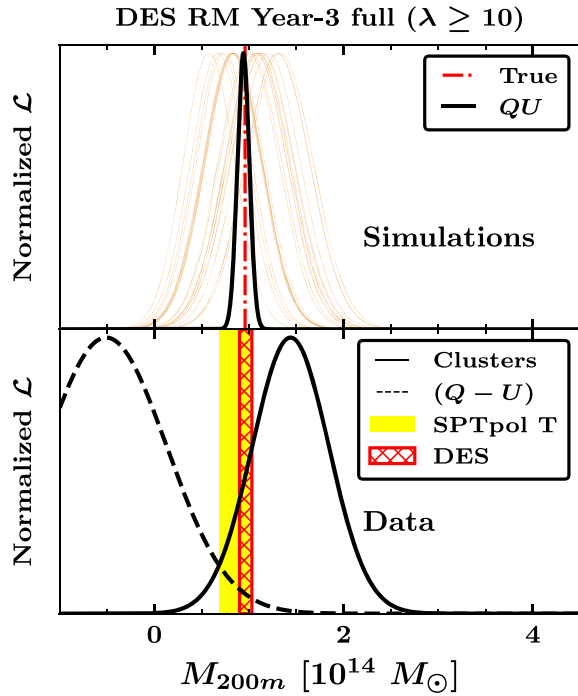 DES RM Year-3 full (λ ≥ 10)
Normalized ℒ
True
QU
Simulations
Normalized ℒ
Clusters
(Q − U)
SPTpol T
DES
Data
0 2 4
M₂₀₀ₘ [10¹⁴ M☉]